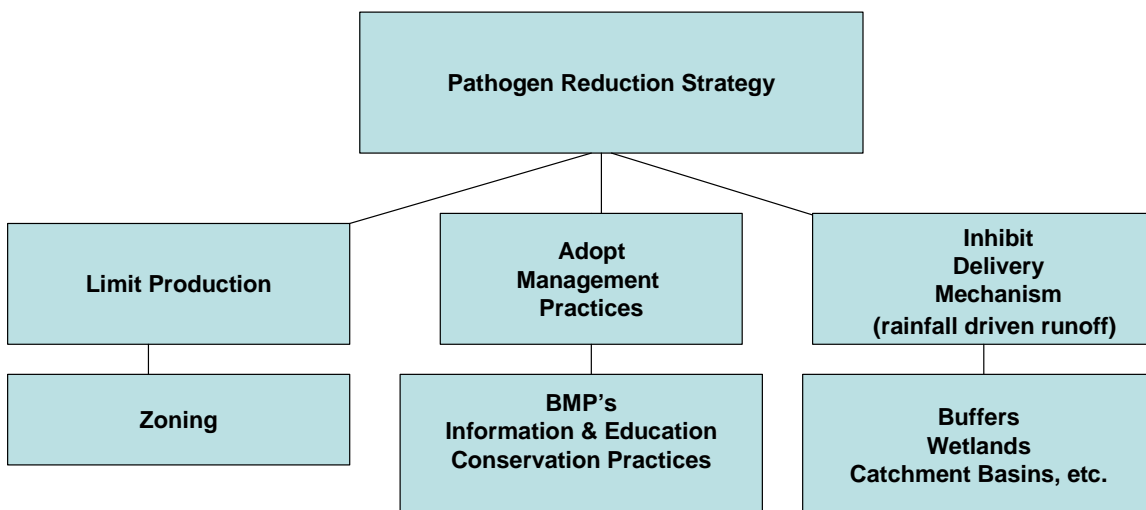 Pathogen Reduction Strategy
Limit Production
Adopt
Management
Practices
Inhibit
Delivery
Mechanism
(rainfall driven runoff)
Zoning
BMP's
Information & Education
Conservation Practices
Buffers
Wetlands
Catchment Basins, etc.